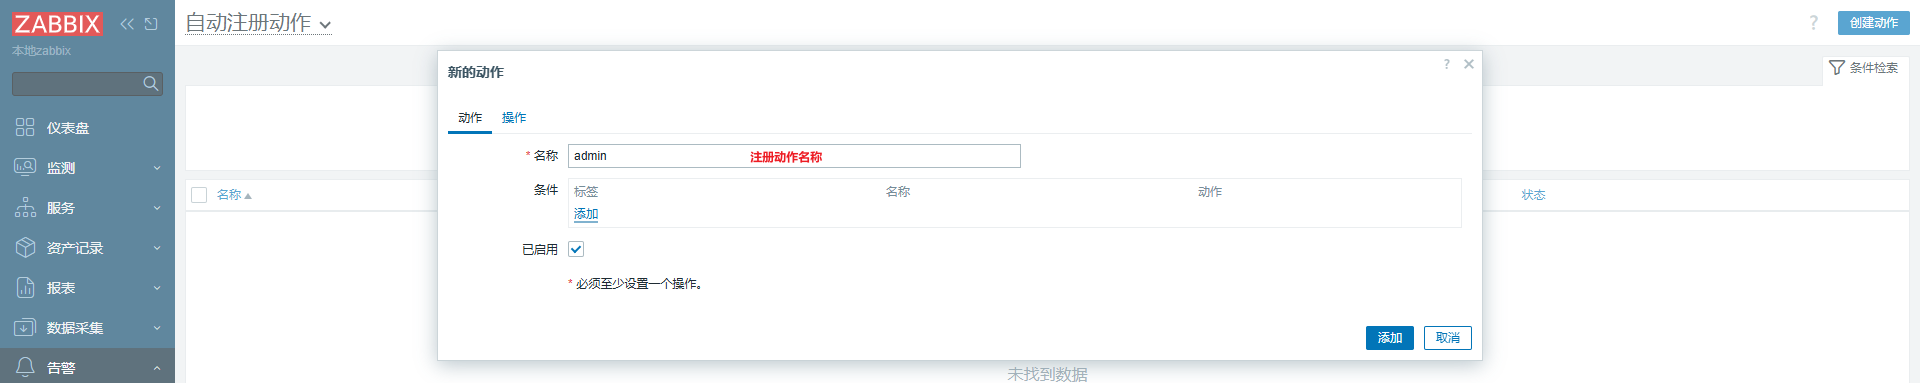 ZABBIX
本地zabbix
仪表盘
监测
服务
资产记录
报表
数据采集
告警
自动注册动作
? 创建动作
条件检索
名称 状态
未找到数据
新的动作 ?
动作 操作
* 名称 admin 注册动作名称
条件 标签 名称 动作
添加
已启用
* 必须至少设置一个操作。
添加 取消